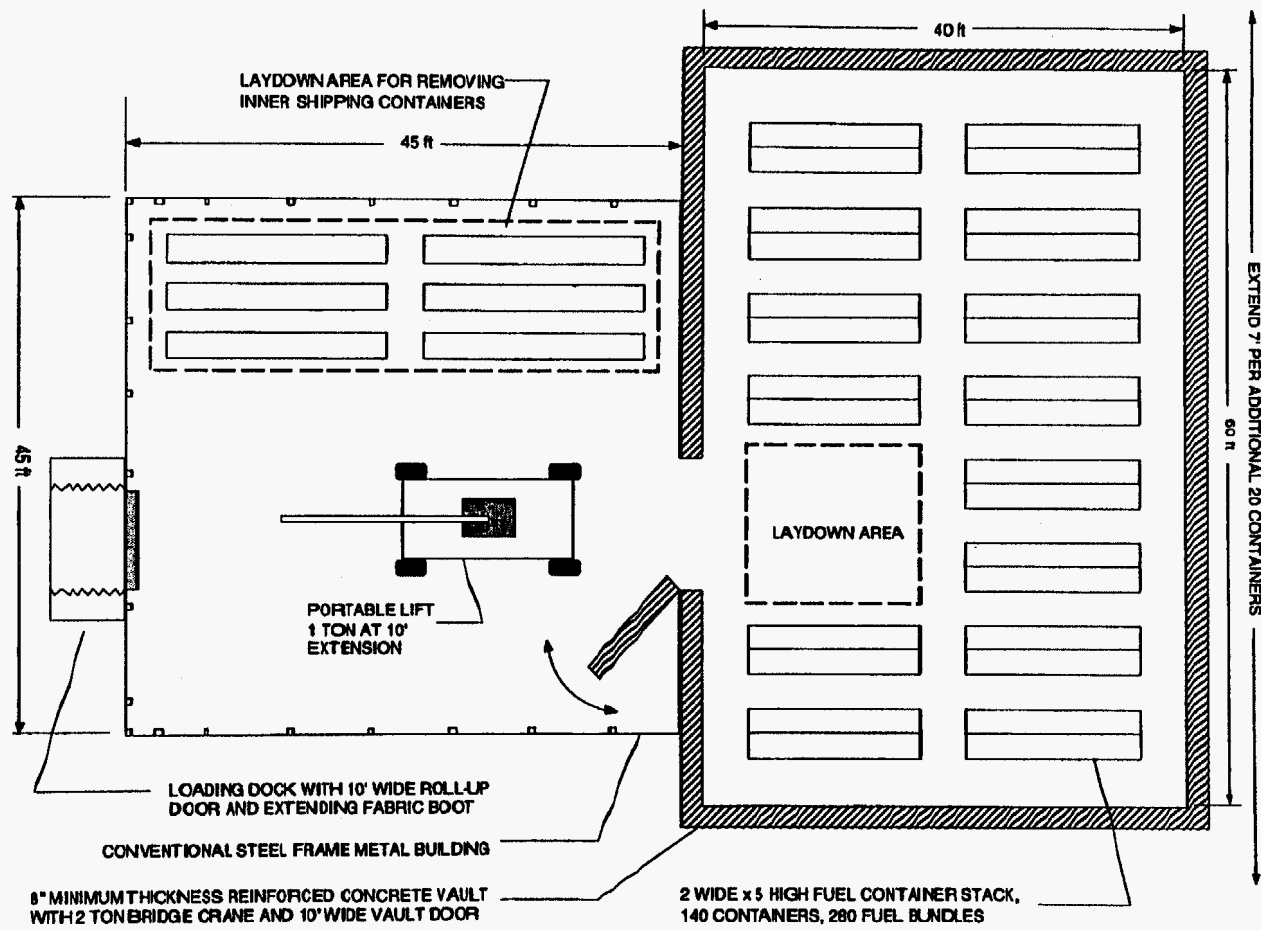 40 ft
LAYDOWN AREA FOR REMOVING
INNER SHIPPING CONTAINERS
45 ft
45 ft
EXTEND 7' PER ADDITIONAL 20 CONTAINERS
60 ft
LAYDOWN AREA
PORTABLE LIFT
1 TON AT 10'
EXTENSION
LOADING DOCK WITH 10' WIDE ROLL-UP
DOOR AND EXTENDING FABRIC BOOT
CONVENTIONAL STEEL FRAME METAL BUILDING
8" MINIMUM THICKNESS REINFORCED CONCRETE VAULT
WITH 2 TON BRIDGE CRANE AND 10' WIDE VAULT DOOR
2 WIDE x 5 HIGH FUEL CONTAINER STACK,
140 CONTAINERS, 280 FUEL BUNDLES